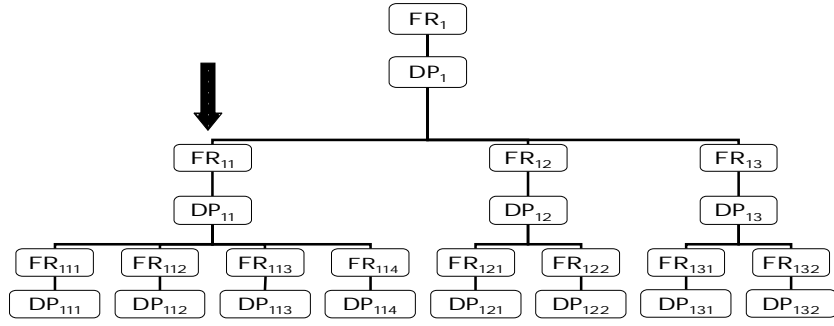 FR₁
DP₁
FR₁₁ FR₁₂ FR₁₃
DP₁₁ DP₁₂ DP₁₃
FR₁₁₁ FR₁₁₂ FR₁₁₃ FR₁₁₄ FR₁₂₁ FR₁₂₂ FR₁₃₁ FR₁₃₂
DP₁₁₁ DP₁₁₂ DP₁₁₃ DP₁₁₄ DP₁₂₁ DP₁₂₂ DP₁₃₁ DP₁₃₂